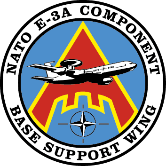 NATO E-3A COMPONENT
BASE SUPPORT WING